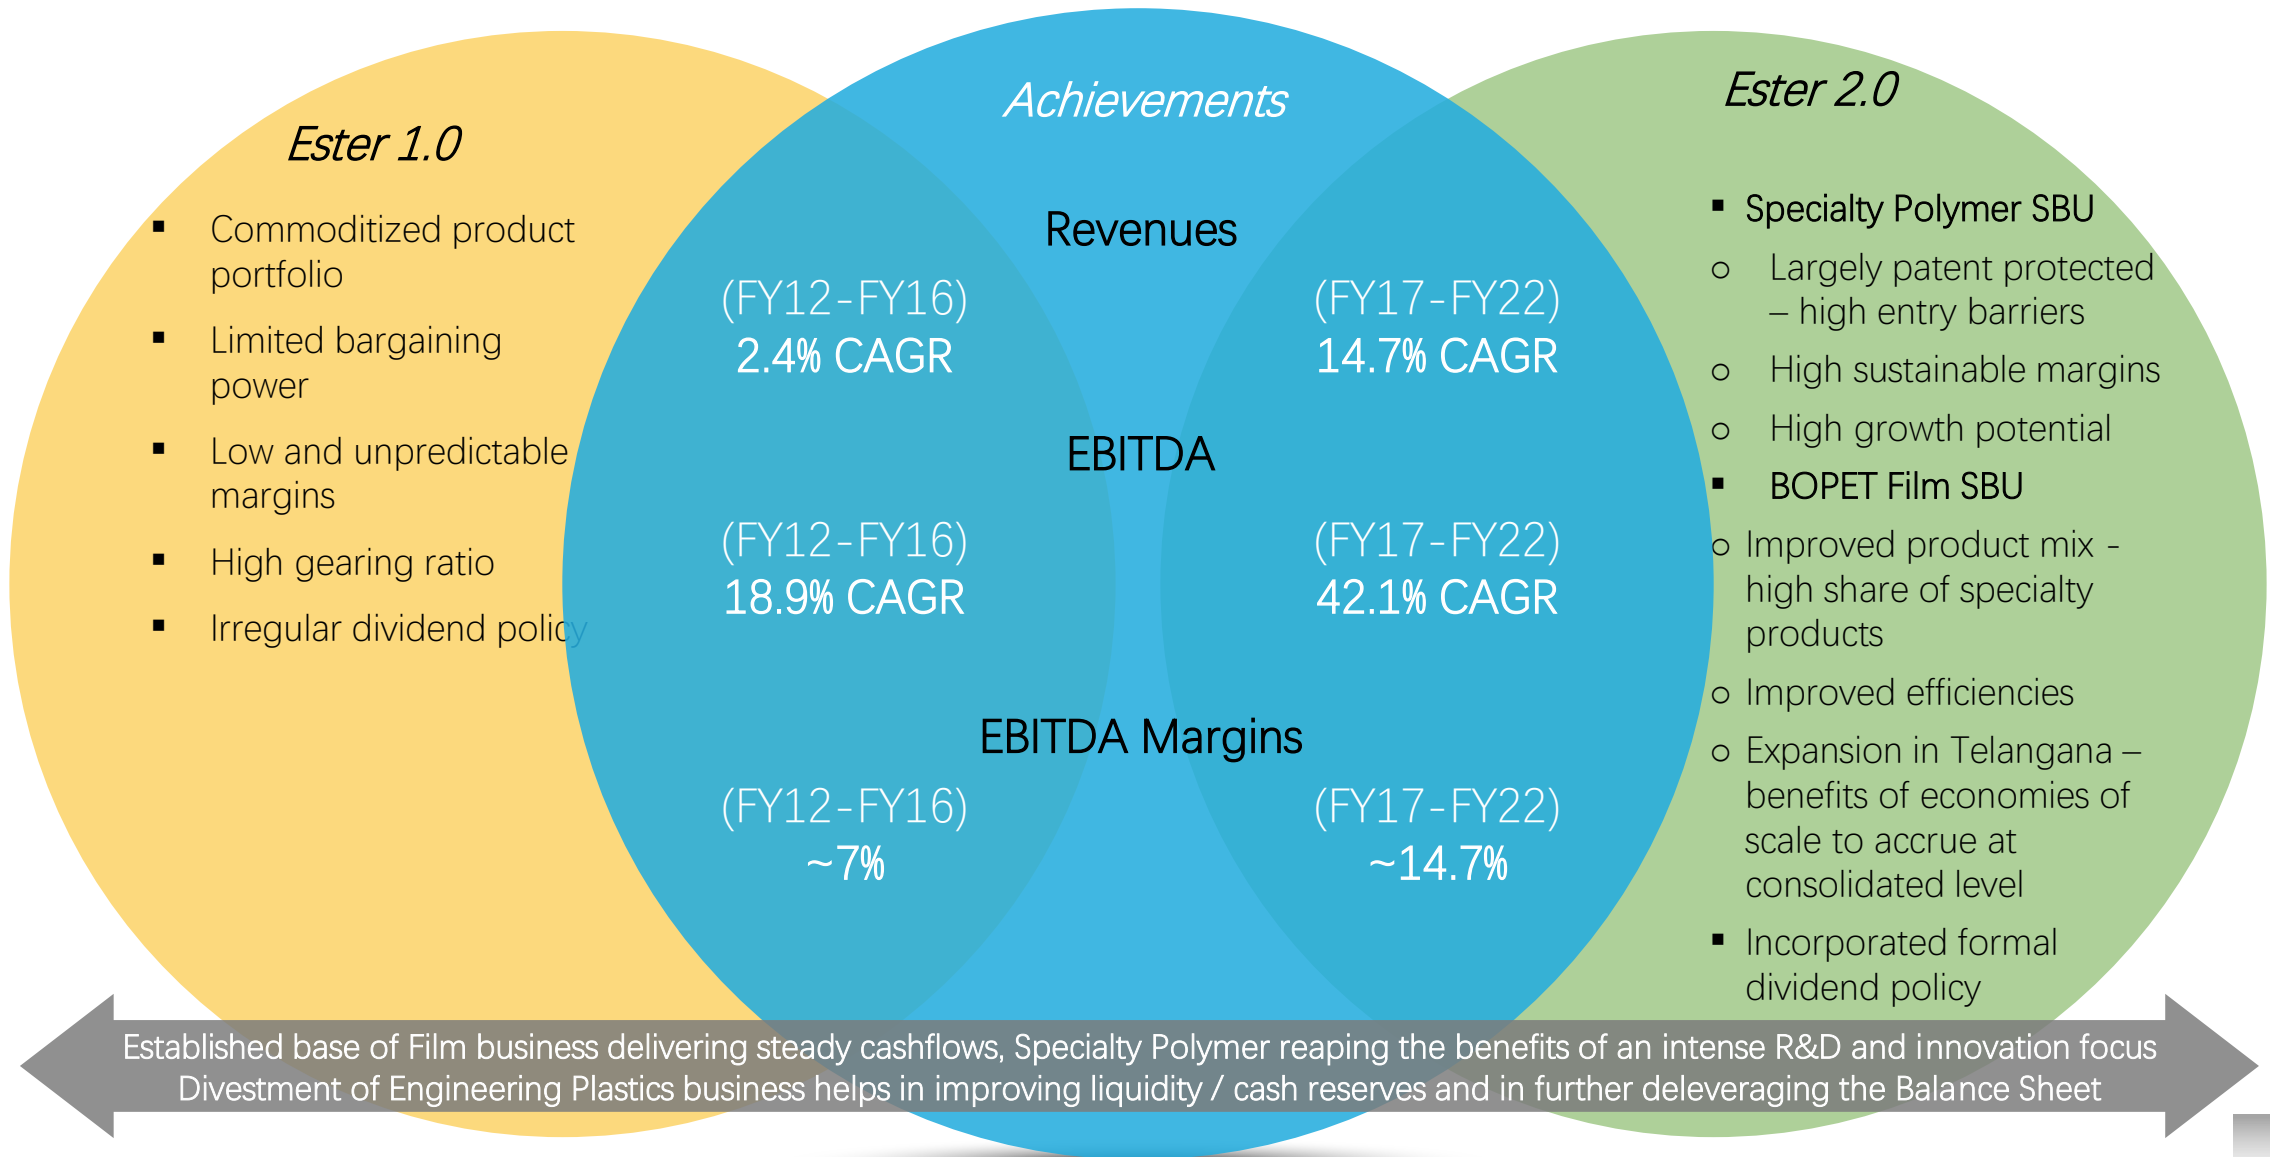 Ester 1.0
▪ Commoditized product
portfolio
▪ Limited bargaining
power
▪ Low and unpredictable
margins
▪ High gearing ratio
▪ Irregular dividend policy
Achievements
Revenues
(FY12-FY16)
2.4% CAGR
(FY17-FY22)
14.7% CAGR
EBITDA
(FY12-FY16)
18.9% CAGR
(FY17-FY22)
42.1% CAGR
EBITDA Margins
(FY12-FY16)
~7%
(FY17-FY22)
~14.7%
Ester 2.0
▪ Specialty Polymer SBU
o Largely patent protected
– high entry barriers
o High sustainable margins
o High growth potential
▪ BOPET Film SBU
o Improved product mix -
high share of specialty
products
o Improved efficiencies
o Expansion in Telangana –
benefits of economies of
scale to accrue at
consolidated level
▪ Incorporated formal
dividend policy
Established base of Film business delivering steady cashflows, Specialty Polymer reaping the benefits of an intense R&D and innovation focus
Divestment of Engineering Plastics business helps in improving liquidity / cash reserves and in further deleveraging the Balance Sheet